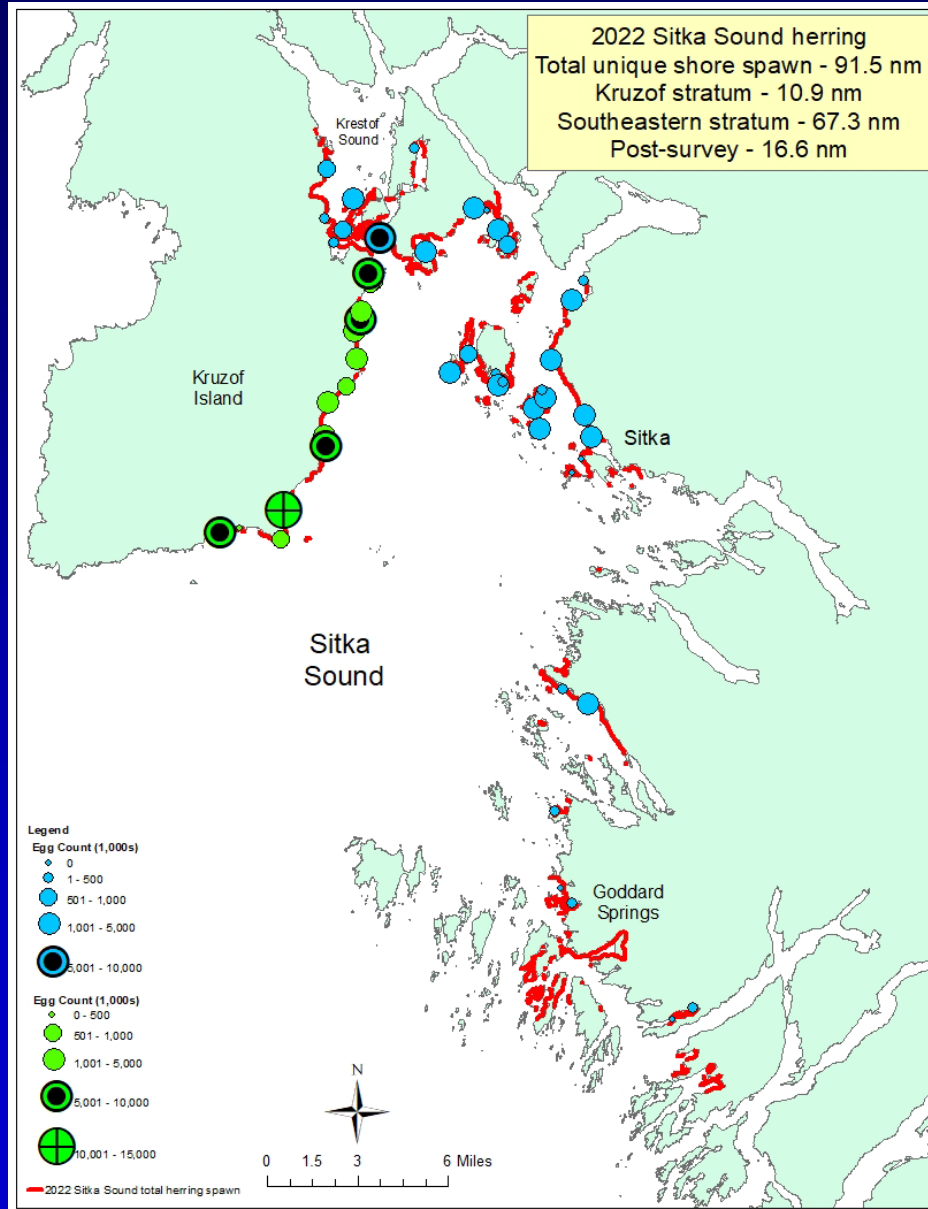 2022 Sitka Sound herring
Total unique shore spawn - 91.5 nm
Kruzof stratum - 10.9 nm
Southeastern stratum - 67.3 nm
Post-survey - 16.6 nm
Krestof
Sound
Kruzof
Island
Sitka
Sitka
Sound
Goddard
Springs
Legend
Egg Count (1,000s)
0
1 - 500
501 - 1,000
1,001 - 5,000
5,001 - 10,000
Egg Count (1,000s)
0 - 500
501 - 1,000
1,001 - 5,000
5,001 - 10,000
10,001 - 15,000
2022 Sitka Sound total herring spawn
N
0 1.5 3 6 Miles